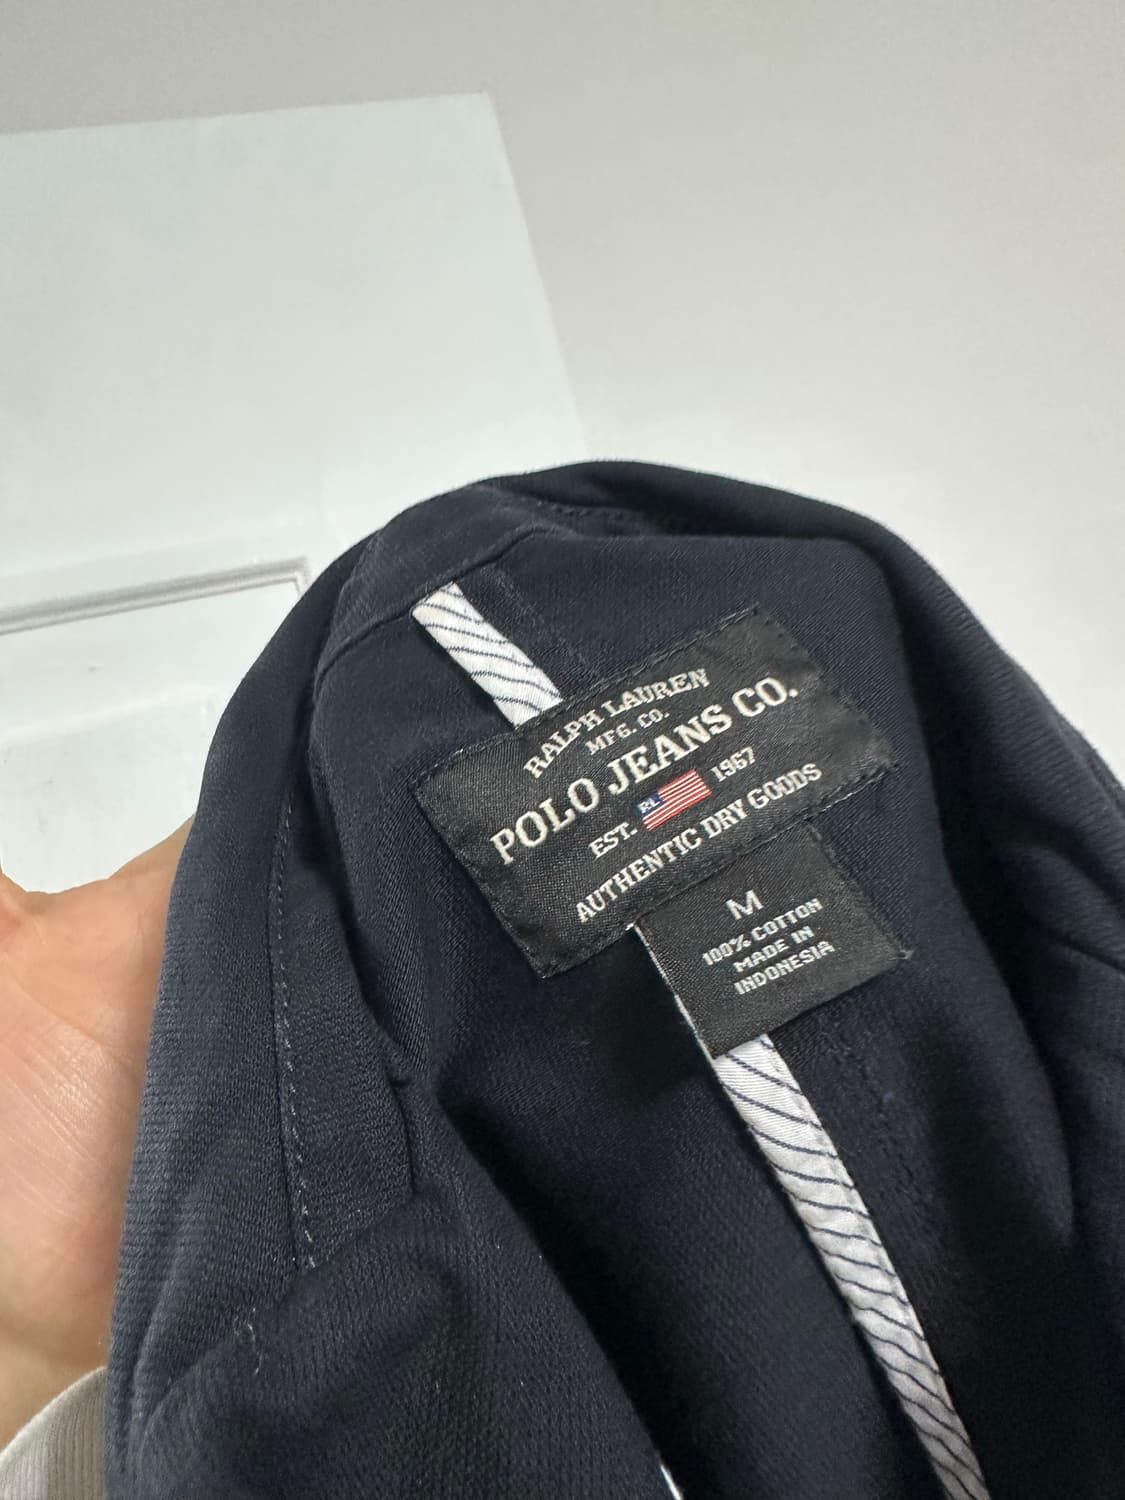 RALPH LAUREN
MFG. CO.
POLO JEANS CO.
EST. RL 1967
AUTHENTIC DRY GOODS
M
100% COTTON
MADE IN
INDONESIA